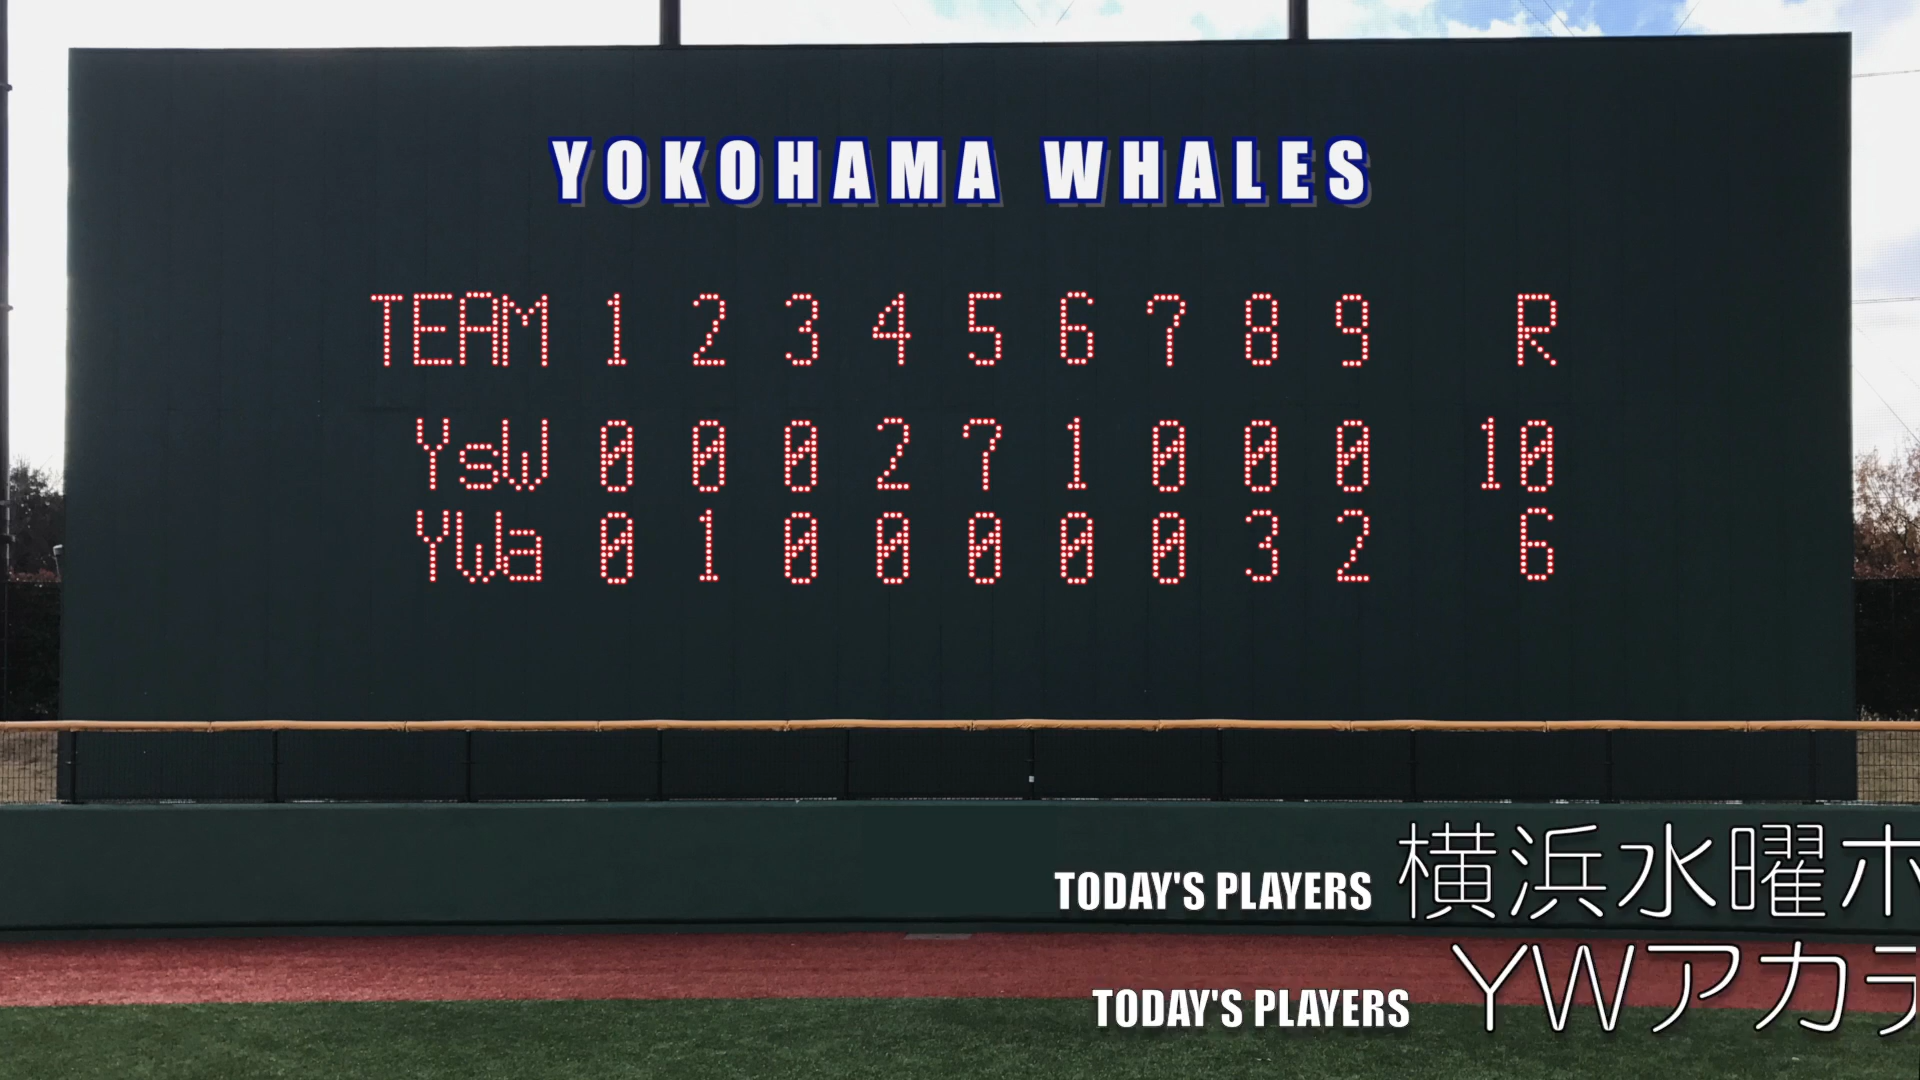 YOKOHAMA WHALES
TEAM 1 2 3 4 5 6 7 8 9 R
YsW 0 0 0 2 7 1 0 0 0 10
YWa 0 1 0 0 0 0 0 3 2 6
TODAY'S PLAYERS 横浜水曜ホ
TODAY'S PLAYERS YWアカデ